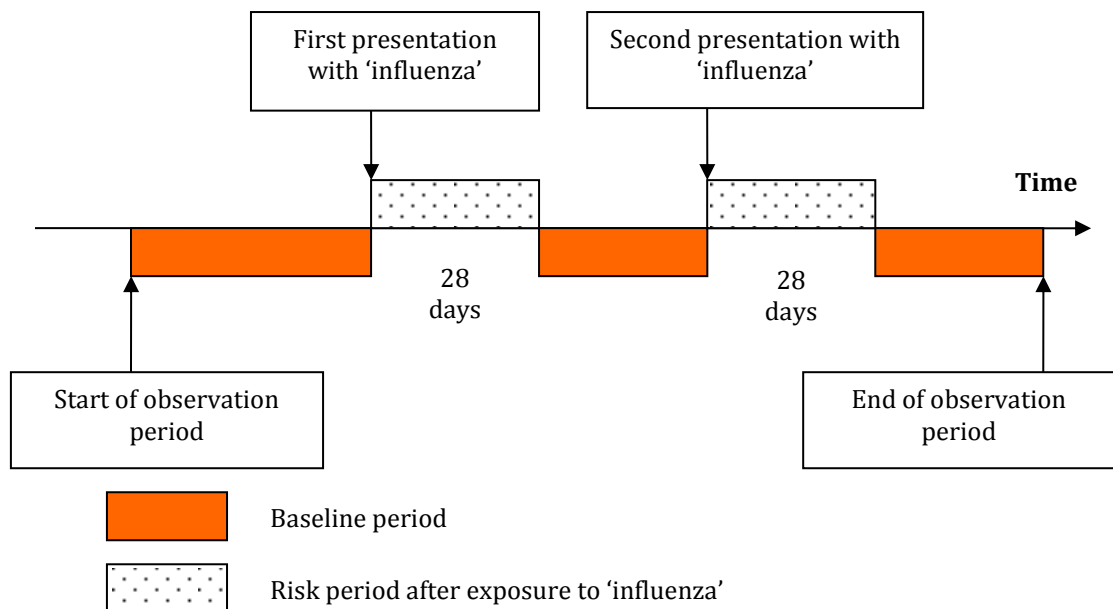 First presentation
with ‘influenza’
Second presentation with
‘influenza’
Time
28
days
28
days
Start of observation
period
End of observation
period
Baseline period
Risk period after exposure to ‘influenza’